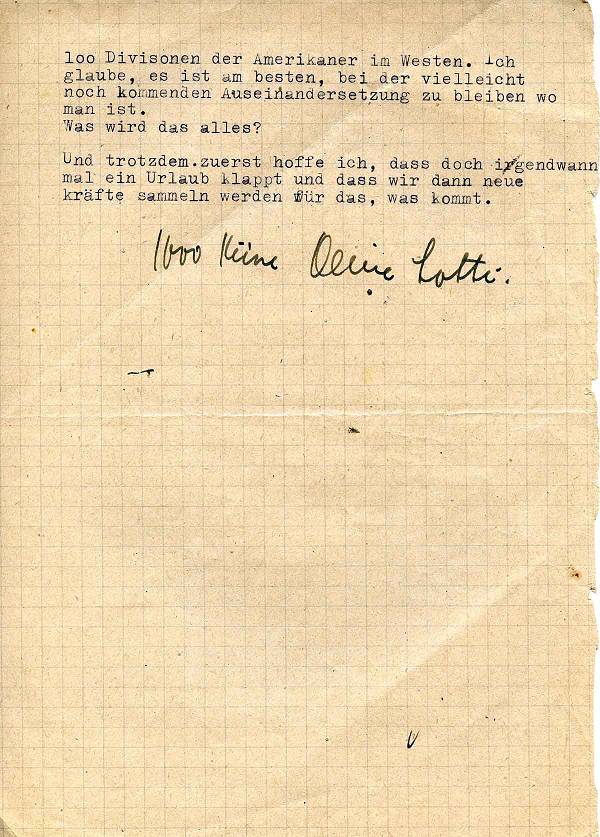 loo Divisonen der Amerikaner im Westen. Ich
glaube, es ist am besten, bei der vielleicht
noch kommenden Auseinandersetzung zu bleiben wo
man ist.
Was wird das alles?
Und trotzdem.zuerst hoffe ich, dass doch irgendwann
mal ein Urlaub klappt und dass wir dann neue
kräfte sammeln werden für das, was kommt.
1000 Küsse Deine Lotti.